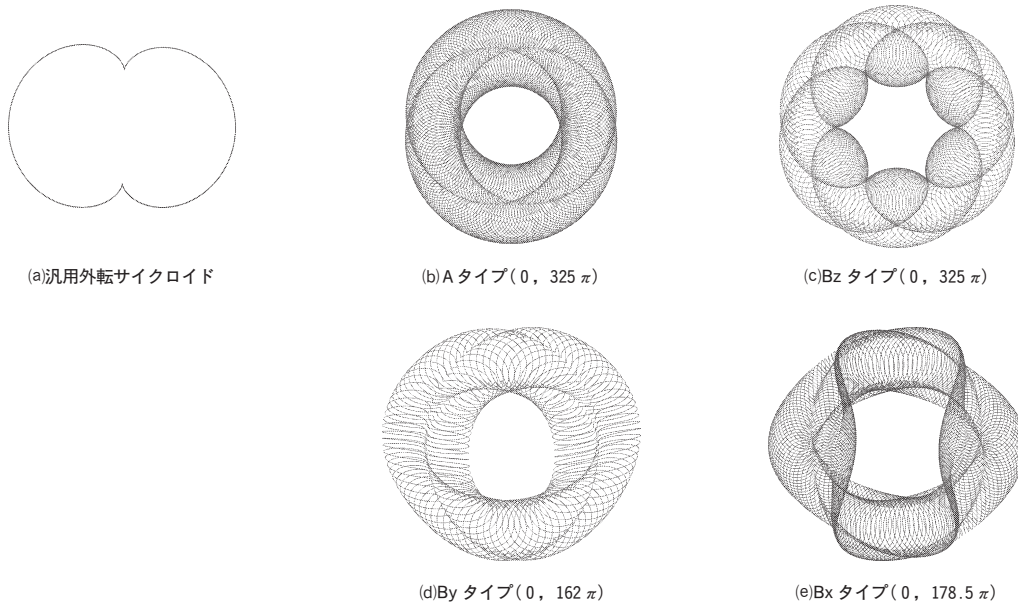 (a)汎用外転サイクロイド
(b)A タイプ(0, 325 π)
(c)Bz タイプ(0, 325 π)
(d)By タイプ(0, 162 π)
(e)Bx タイプ(0, 178.5 π)